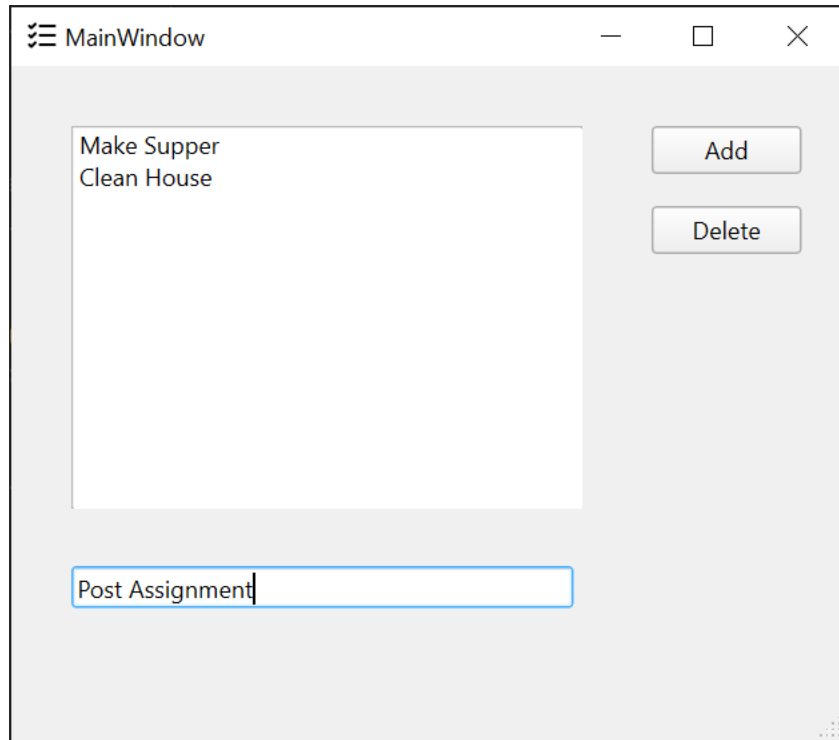 MainWindow
Make Supper
Clean House
Add
Delete
Post Assignment